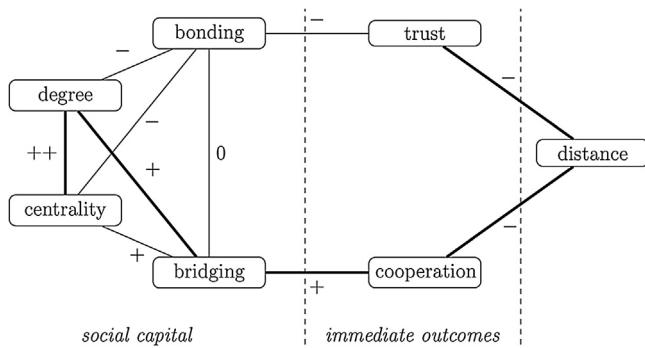 bonding
−
trust
−
−
degree
−
++
+
0
distance
centrality
+
−
bridging
+
cooperation
social capital
immediate outcomes